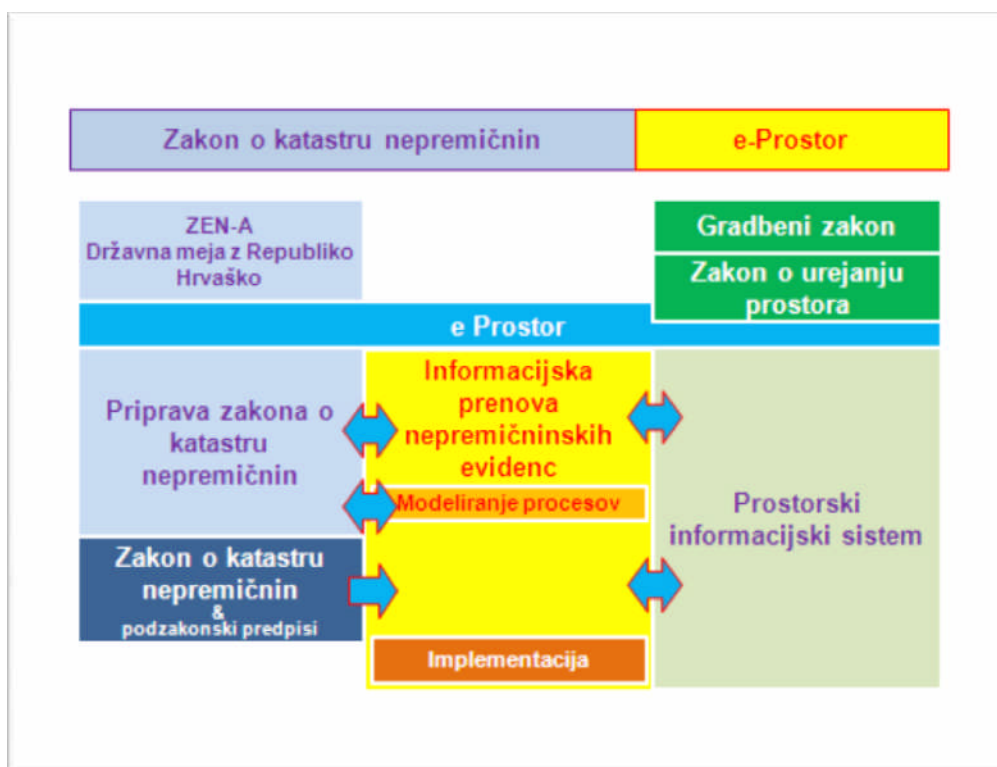 Zakon o katastru nepremičnin
e-Prostor
ZEN-A
Državna meja z Republiko
Hrvaško
Gradbeni zakon
Zakon o urejanju
prostora
e Prostor
Priprava zakona o
katastru
nepremičnin
Informacijska
prenova
nepremičninskih
evidenc
Modeliranje procesov
Prostorski
informacijski sistem
Zakon o katastru
nepremičnin
&
podzakonski predpisi
Implementacija